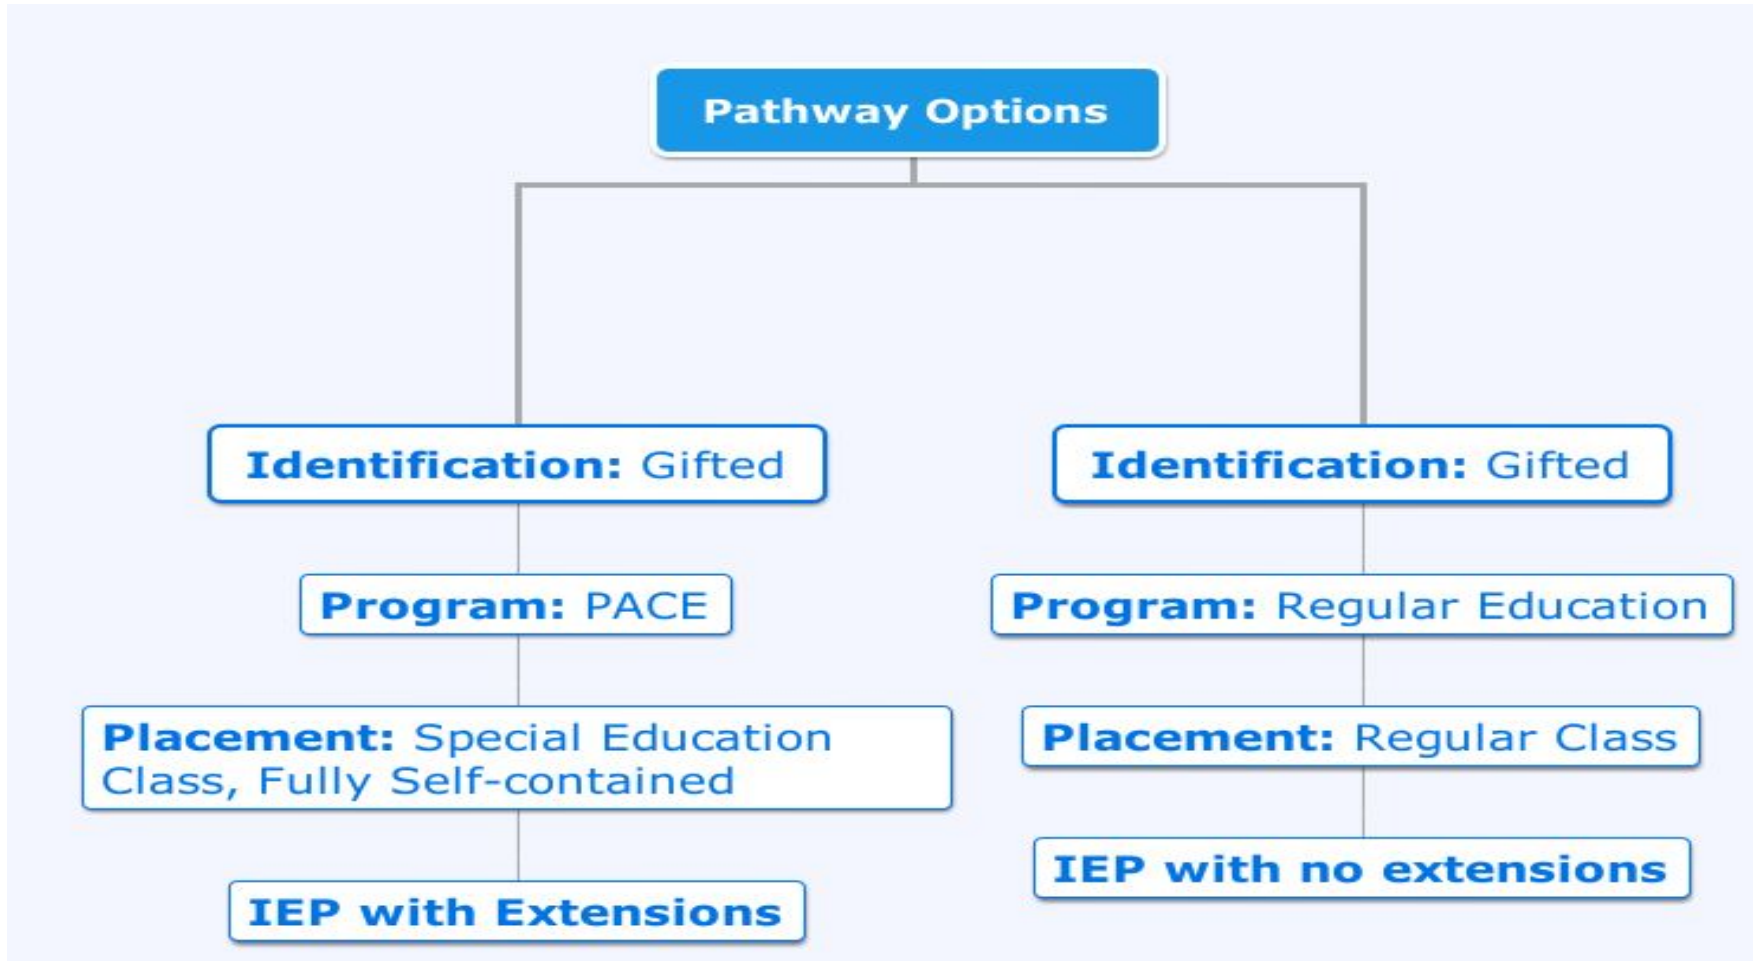 Pathway Options
Identification: Gifted
Program: PACE
Placement: Special Education
Class, Fully Self-contained
IEP with Extensions
Identification: Gifted
Program: Regular Education
Placement: Regular Class
IEP with no extensions